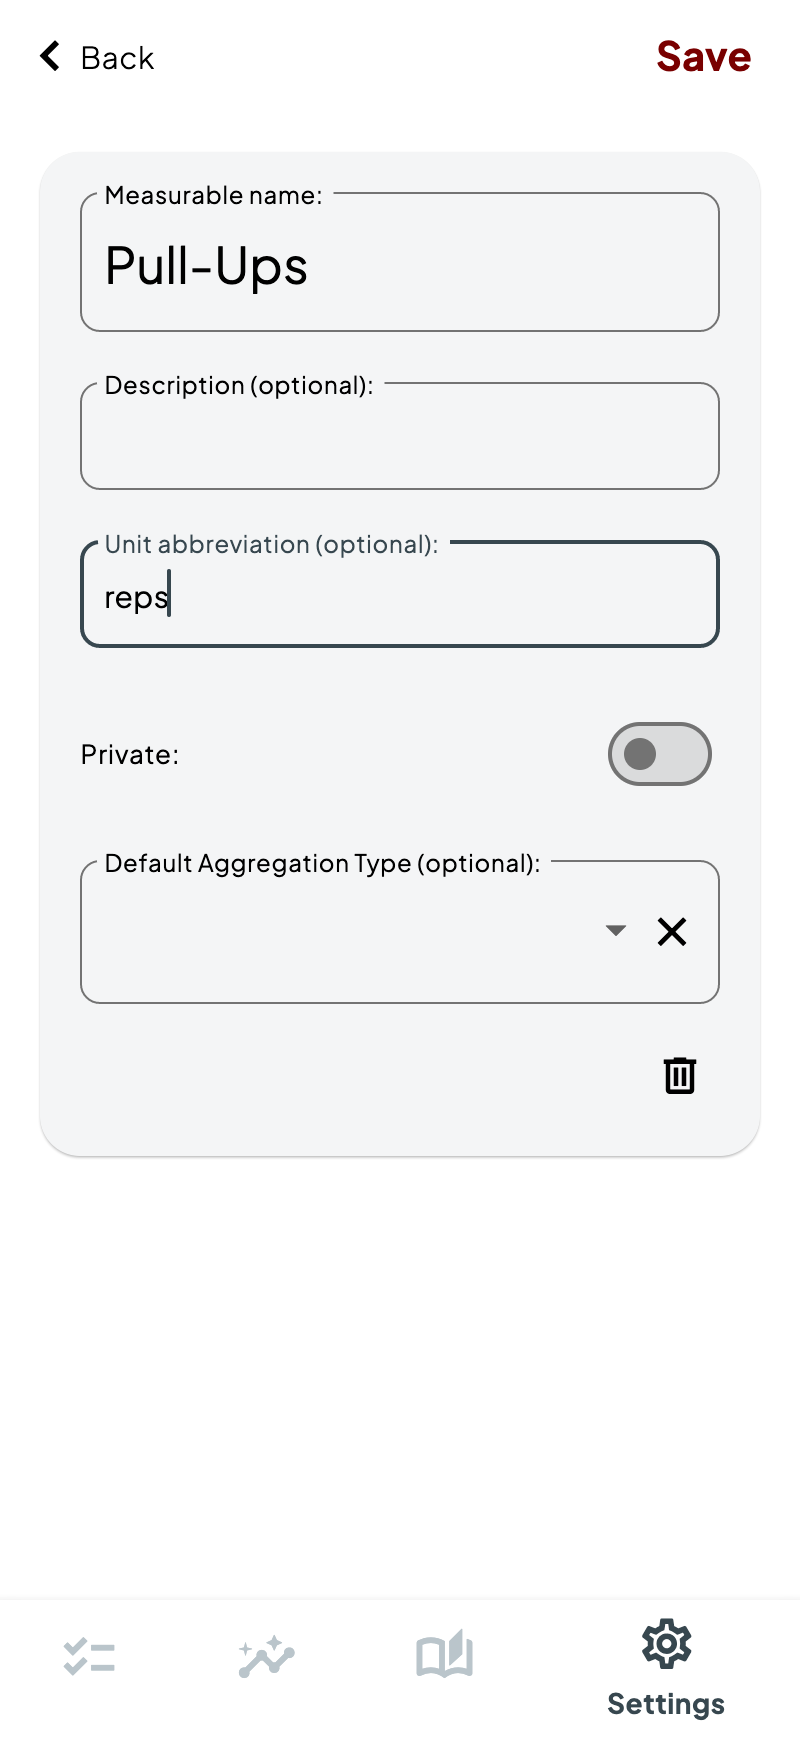 Back
Save
Measurable name:
Pull-Ups
Description (optional):
Unit abbreviation (optional):
reps
Private:
Default Aggregation Type (optional):
Settings